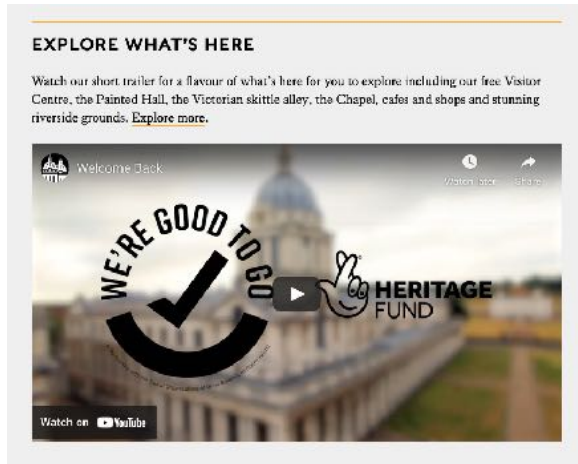 EXPLORE WHAT'S HERE
Watch our short trailer for a flavour of what's here for you to explore including our free Visitor
Centre, the Painted Hall, the Victorian skittle alley, the Chapel, cafes and shops and stunning
riverside grounds. Explore more.
Welcome Back
Watch later
Share
WE'RE GOOD TO GO
HERITAGE
FUND
Watch on YouTube